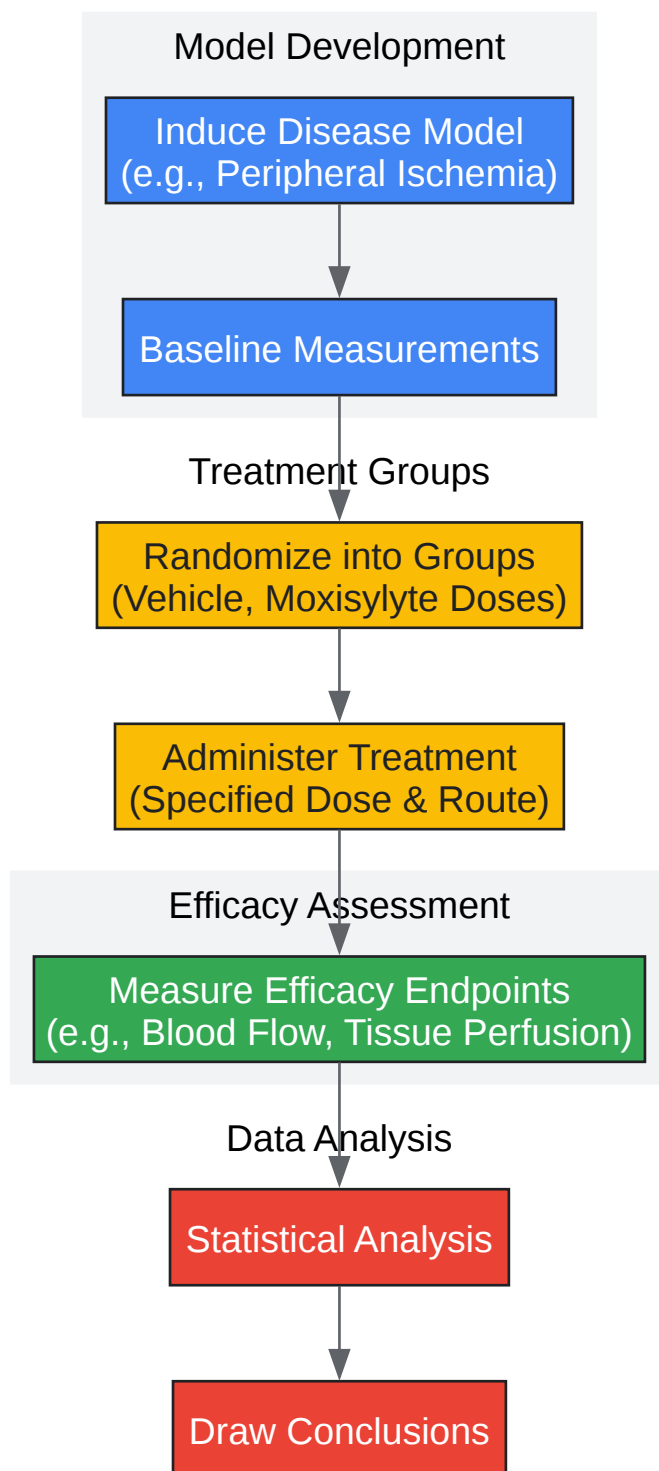 Model Development
Induce Disease Model
(e.g., Peripheral Ischemia)
Baseline Measurements
Treatment Groups
Randomize into Groups
(Vehicle, Moxisylyte Doses)
Administer Treatment
(Specified Dose & Route)
Efficacy Assessment
Measure Efficacy Endpoints
(e.g., Blood Flow, Tissue Perfusion)
Data Analysis
Statistical Analysis
Draw Conclusions